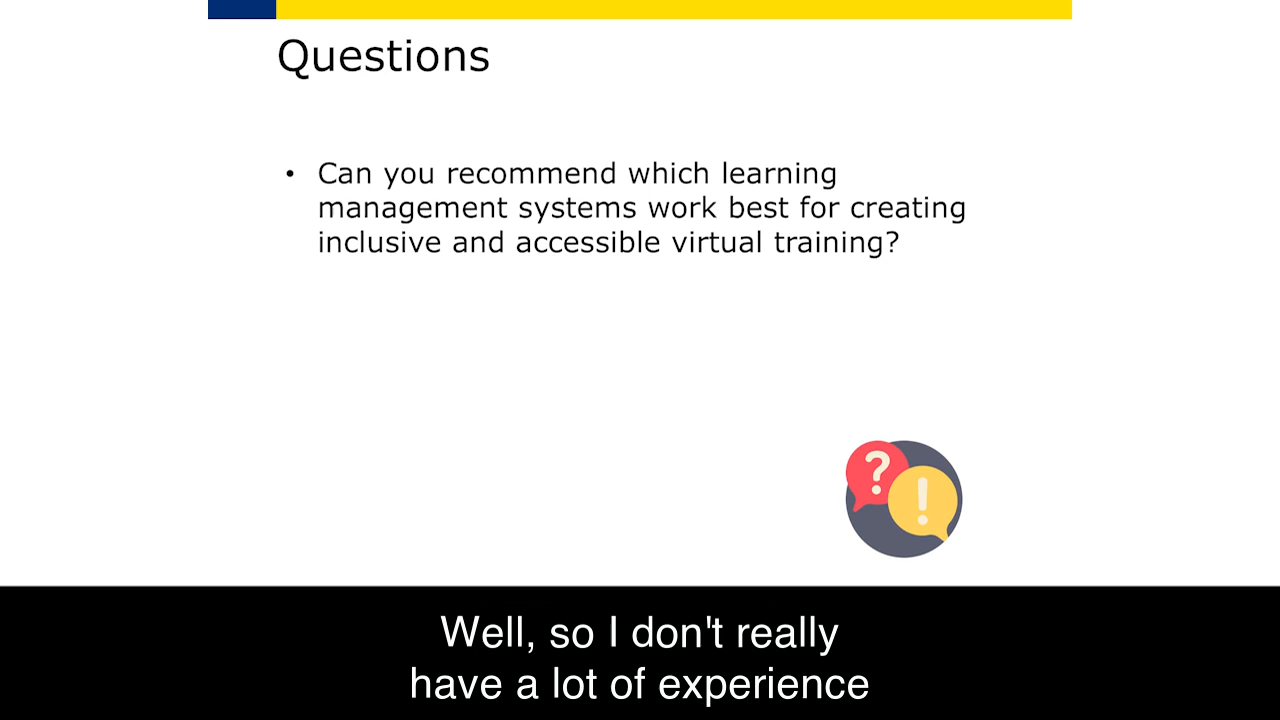 Questions
• Can you recommend which learning
management systems work best for creating
inclusive and accessible virtual training?
?
!
Well, so I don't really
have a lot of experience